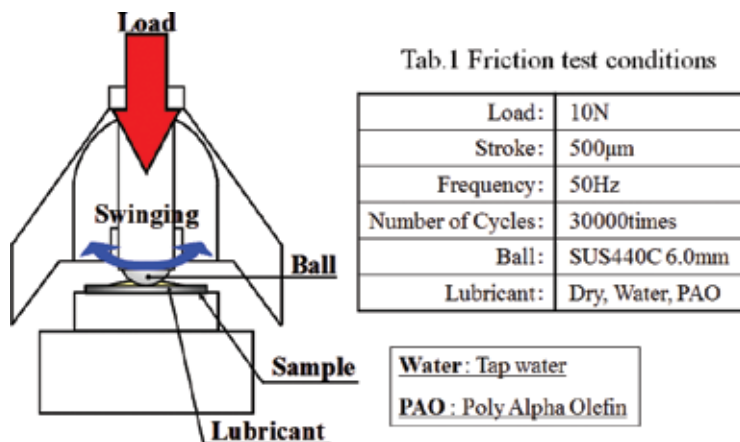 Load
Swinging
Ball
Sample
Lubricant
Tab.1 Friction test conditions
Load: 10N
Stroke: 500μm
Frequency: 50Hz
Number of Cycles: 30000times
Ball: SUS440C 6.0mm
Lubricant: Dry, Water, PAO
Water : Tap water
PAO : Poly Alpha Olefin